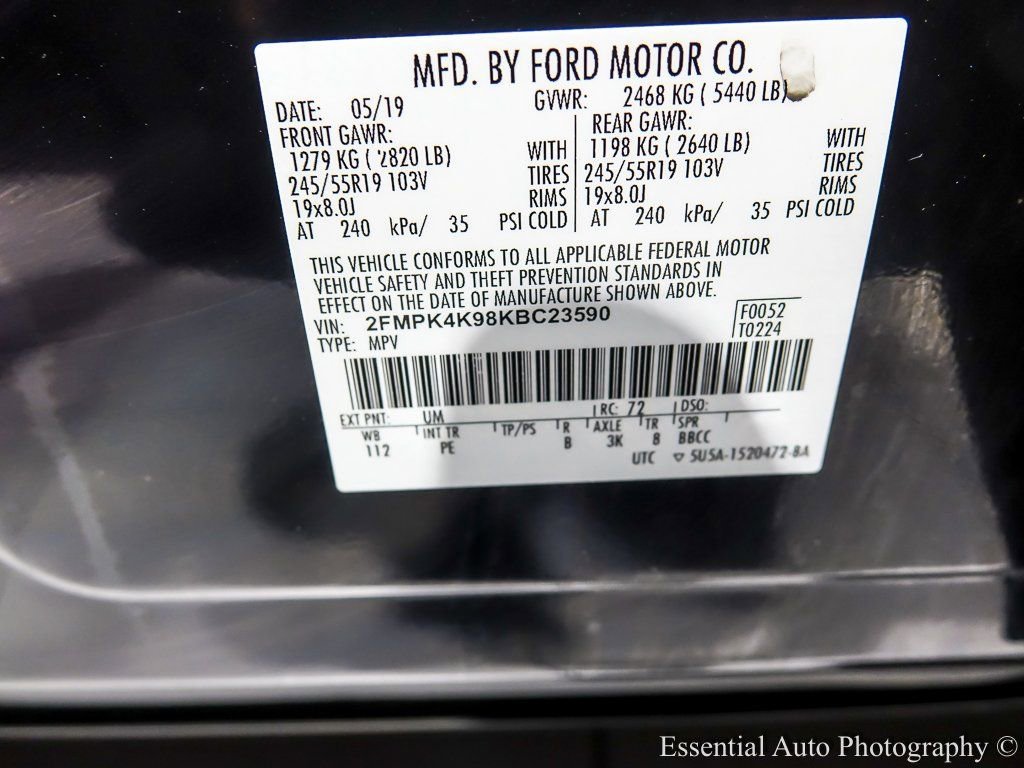 MFD. BY FORD MOTOR CO.
DATE: 05/19 GVWR: 2468 KG ( 5440 LB)
FRONT GAWR: REAR GAWR:
1279 KG ( 2820 LB) WITH 1198 KG ( 2640 LB) WITH
245/55R19 103V TIRES 245/55R19 103V TIRES
19x8.0J RIMS 19x8.0J RIMS
AT 240 kPa/ 35 PSI COLD AT 240 kPa/ 35 PSI COLD
THIS VEHICLE CONFORMS TO ALL APPLICABLE FEDERAL MOTOR
VEHICLE SAFETY AND THEFT PREVENTION STANDARDS IN
EFFECT ON THE DATE OF MANUFACTURE SHOWN ABOVE.
VIN: 2FMPK4K98KBC23590 F0052
TYPE: MPV T0224
EXT PNT: UM RC: 72 DSO:
WB INT TR TP/PS R AXLE TR SPR
112 PE B 3K 8 BBCC
UTC ▽ SU5A-1520472-BA
Essential Auto Photography ©